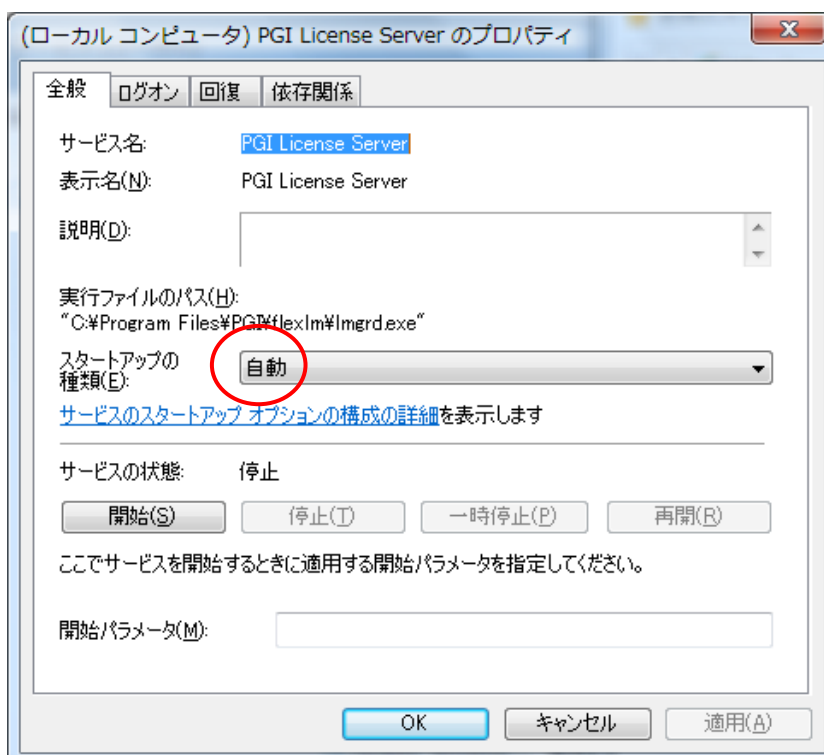 (ローカル コンピュータ) PGI License Server のプロパティ
全般 ログオン 回復 依存関係
サービス名: PGI License Server
表示名(N): PGI License Server
説明(D):
実行ファイルのパス(H):
"C:¥Program Files¥PGI¥flexlm¥lmgrd.exe"
スタートアップの
種類(E): 自動
サービスのスタートアップ オプションの構成の詳細を表示します
サービスの状態: 停止
開始(S) 停止(T) 一時停止(P) 再開(R)
ここでサービスを開始するときに適用する開始パラメータを指定してください。
開始パラメータ(M):
OK キャンセル 適用(A)